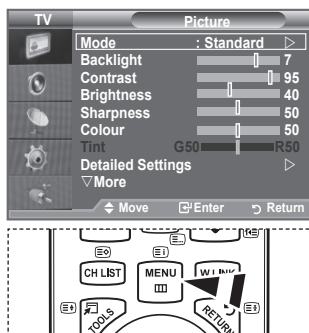 TV Picture
Mode : Standard
Backlight 7
Contrast 95
Brightness 40
Sharpness 50
Colour 50
Tint G50 R50
Detailed Settings
▽More
Move Enter Return
CH LIST MENU W.LINK
TOOLS RETURN